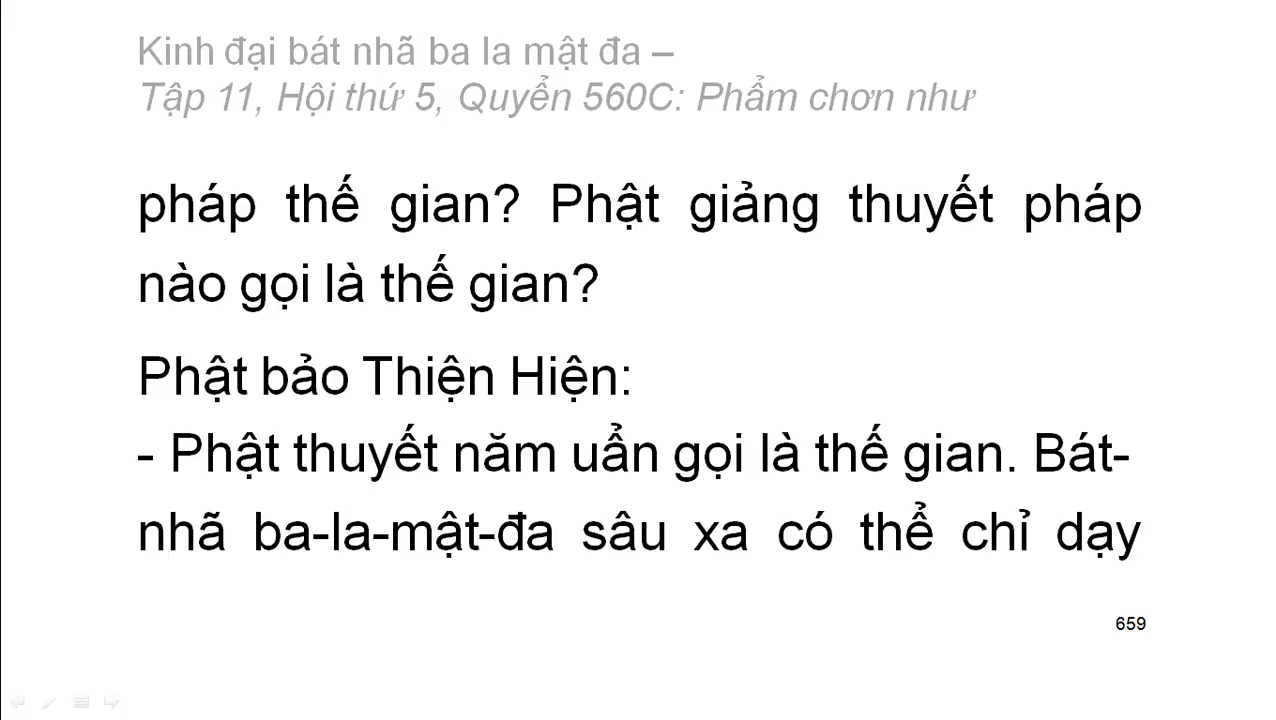 Kinh đại bát nhã ba la mật đa –
Tập 11, Hội thứ 5, Quyển 560C: Phẩm chơn như
pháp thế gian? Phật giảng thuyết pháp
nào gọi là thế gian?
Phật bảo Thiện Hiện:
- Phật thuyết năm uẩn gọi là thế gian. Bát-
nhã ba-la-mật-đa sâu xa có thể chỉ dạy
659